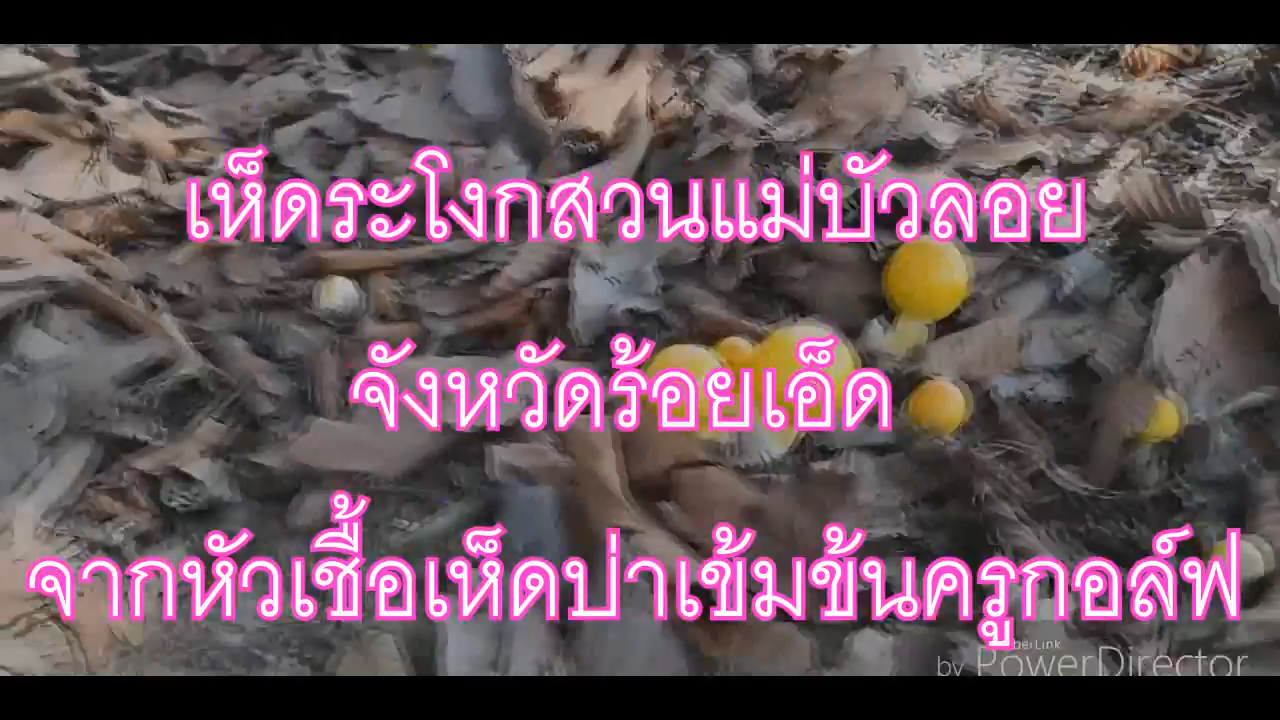 เห็ดระโงกสวนแม่บัวลอย
จังหวัดร้อยเอ็ด
จากหัวเชื้อเห็ดป่าเข้มข้นครูกอล์ฟ
by PowerDirector